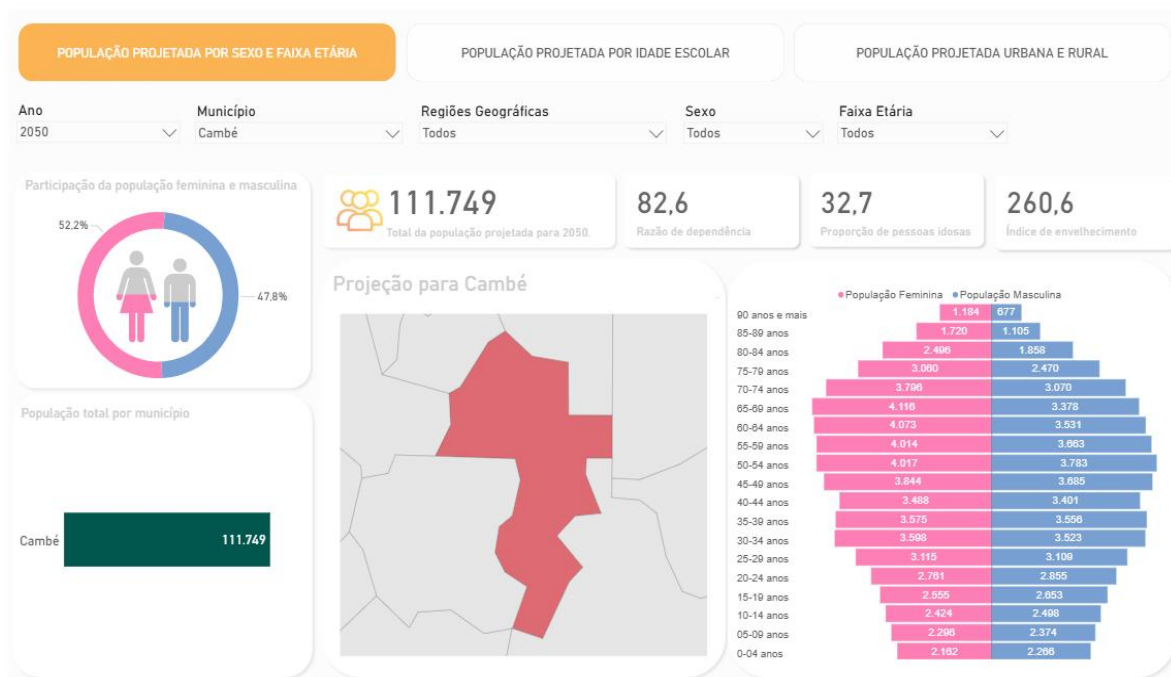 POPULAÇÃO PROJETADA POR SEXO E FAIXA ETÁRIA
POPULAÇÃO PROJETADA POR IDADE ESCOLAR
POPULAÇÃO PROJETADA URBANA E RURAL
Ano
Município
Regiões Geográficas
Sexo
Faixa Etária
2050
Cambé
Todos
Todos
Todos
Participação da população feminina e masculina
52,2%
47,8%
111.749
Total da população projetada para 2050.
82,6
Razão de dependência
32,7
Proporção de pessoas idosas
260,6
Índice de envelhecimento
População total por município
Cambé 111.749
Projeção para Cambé
População Feminina População Masculina
90 anos e mais 1.184 677
85-89 anos 1.720 1.105
80-84 anos 2.496 1.858
75-79 anos 3.060 2.470
70-74 anos 3.796 3.070
65-69 anos 4.116 3.378
60-64 anos 4.073 3.531
55-59 anos 4.014 3.663
50-54 anos 4.017 3.783
45-49 anos 3.844 3.685
40-44 anos 3.488 3.401
35-39 anos 3.575 3.556
30-34 anos 3.598 3.523
25-29 anos 3.115 3.109
20-24 anos 2.761 2.855
15-19 anos 2.555 2.653
10-14 anos 2.424 2.498
05-09 anos 2.296 2.374
0-04 anos 2.162 2.266